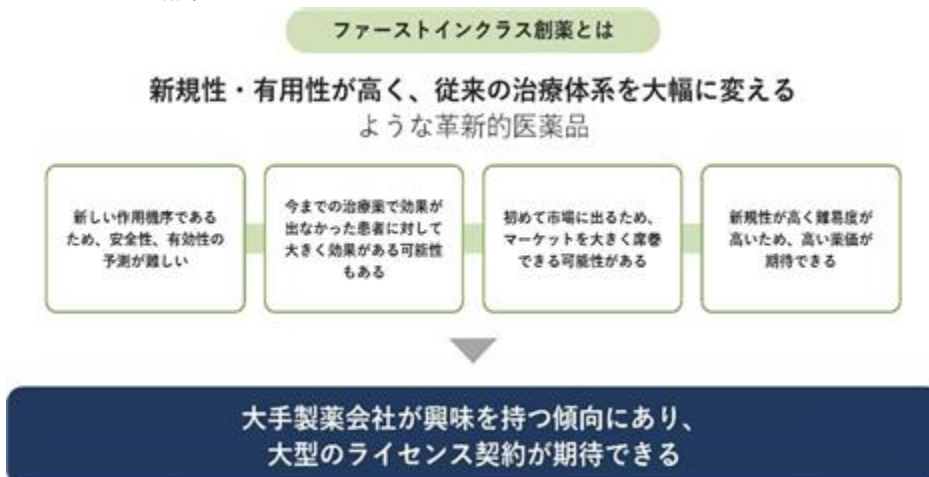 ファーストインクラス創薬とは
新規性・有用性が高く、従来の治療体系を大幅に変える
ような革新的医薬品
新しい作用機序である
ため、安全性、有効性の
予測が難しい
今までの治療薬で効果が
出なかった患者に対して
大きく効果がある可能性
もある
初めて市場に出るため、
マーケットを大きく席巻
できる可能性がある
新規性が高く難易度が
高いため、高い薬価が
期待できる
大手製薬会社が興味を持つ傾向にあり、
大型のライセンス契約が期待できる